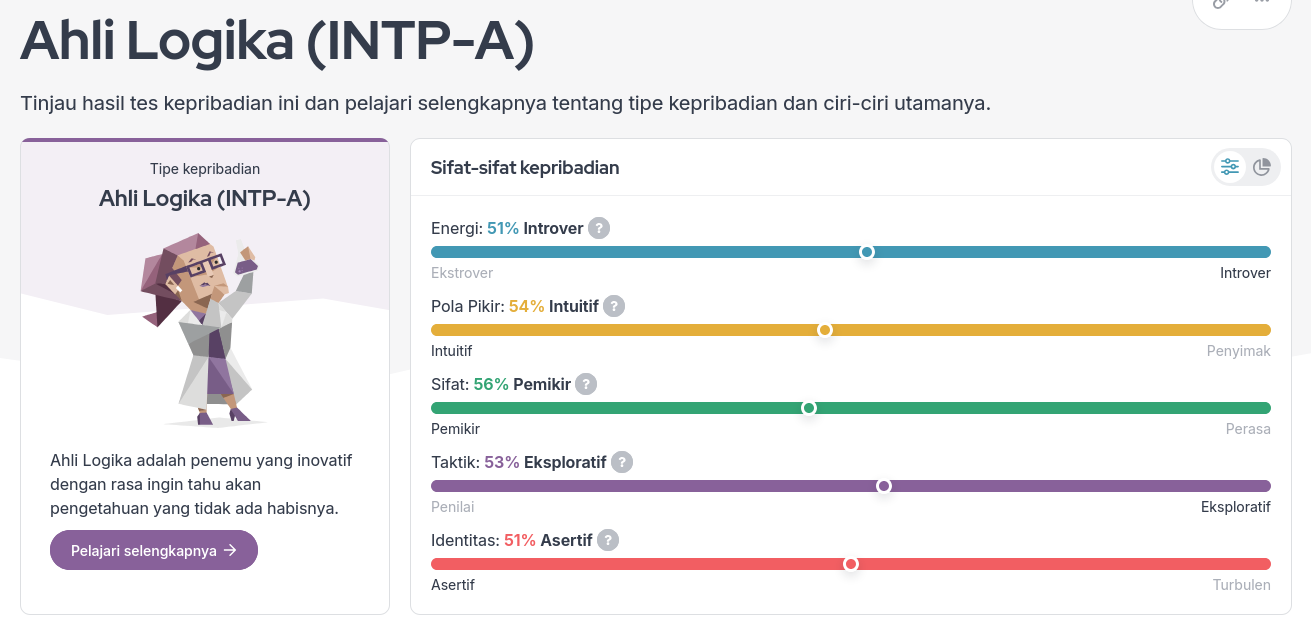 Ahli Logika (INTP-A)
Tinjau hasil tes kepribadian ini dan pelajari selengkapnya tentang tipe kepribadian dan ciri-ciri utamanya.
Tipe kepribadian
Ahli Logika (INTP-A)
Ahli Logika adalah penemu yang inovatif
dengan rasa ingin tahu akan
pengetahuan yang tidak ada habisnya.
Pelajari selengkapnya →
Sifat-sifat kepribadian
Energi: 51% Introver ?
Ekstrover Introver
Pola Pikir: 54% Intuitif ?
Intuitif Penyimak
Sifat: 56% Pemikir ?
Pemikir Perasa
Taktik: 53% Eksploratif ?
Penilai Eksploratif
Identitas: 51% Asertif ?
Asertif Turbulen